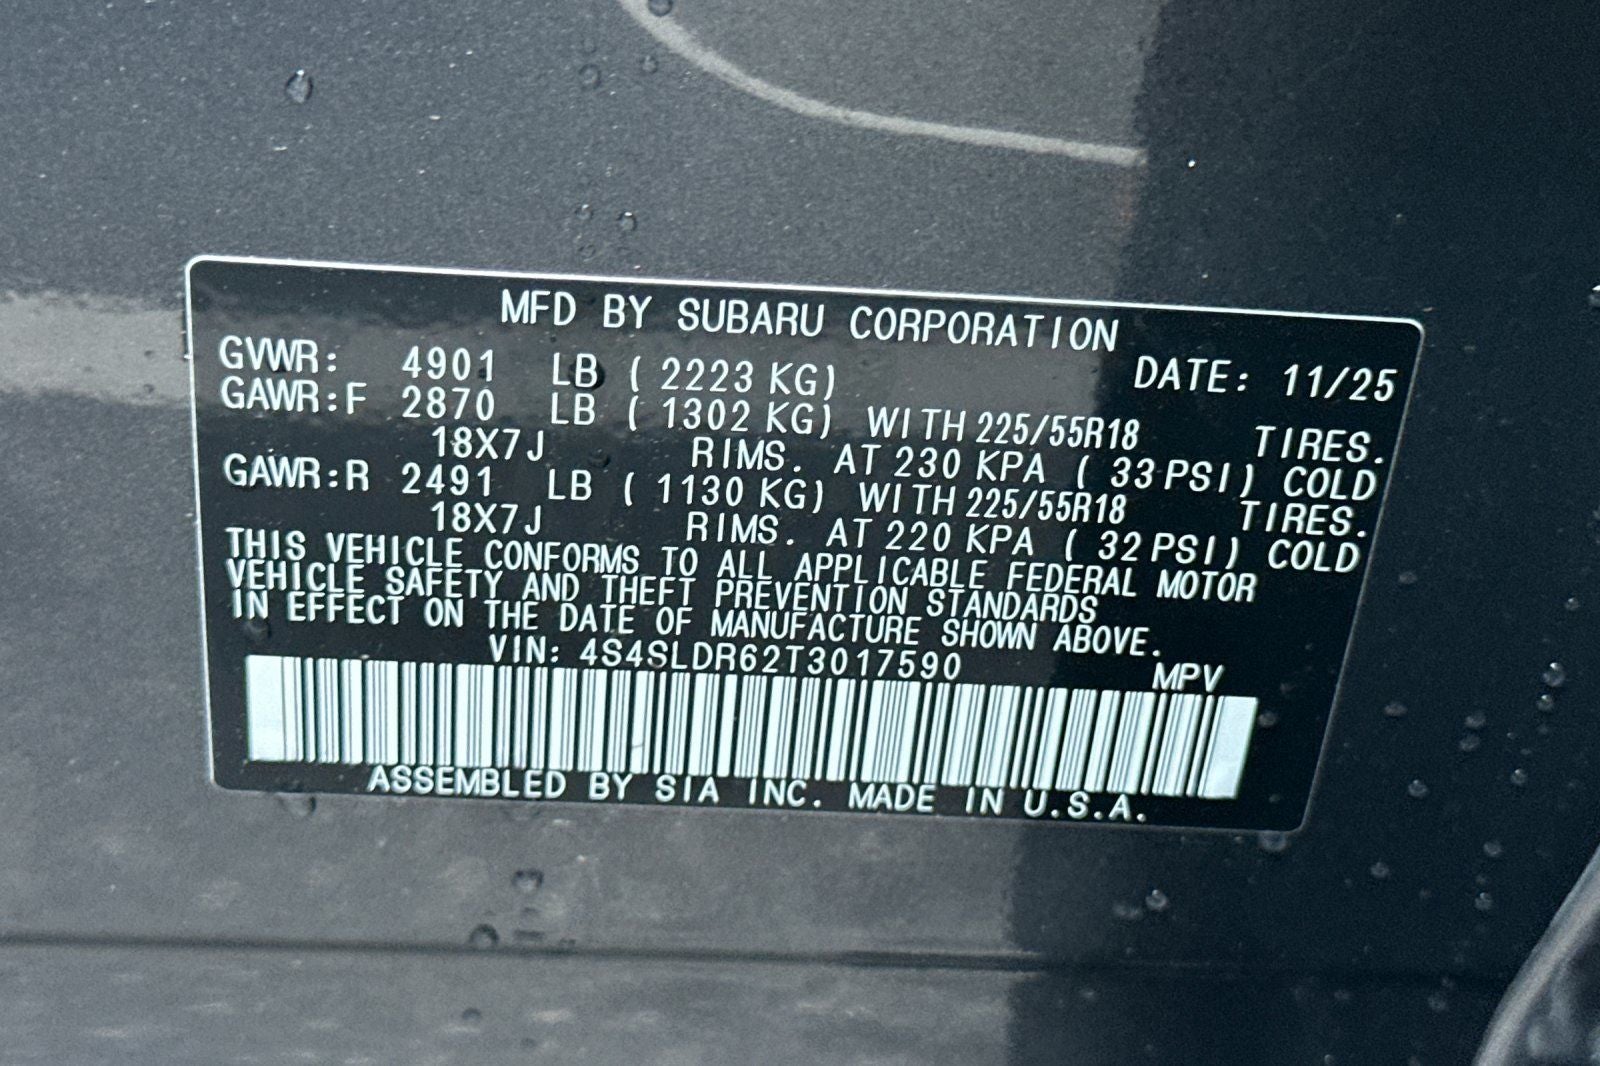 MFD BY SUBARU CORPORATION
GVWR: 4901 LB ( 2223 KG) DATE: 11/25
GAWR:F 2870 LB ( 1302 KG) WITH 225/55R18 TIRES.
18X7J RIMS. AT 230 KPA ( 33 PSI) COLD
GAWR:R 2491 LB ( 1130 KG) WITH 225/55R18 TIRES.
18X7J RIMS. AT 220 KPA ( 32 PSI) COLD
THIS VEHICLE CONFORMS TO ALL APPLICABLE FEDERAL MOTOR
VEHICLE SAFETY AND THEFT PREVENTION STANDARDS
IN EFFECT ON THE DATE OF MANUFACTURE SHOWN ABOVE.
VIN: 4S4SLDR62T3017590 MPV
ASSEMBLED BY SIA INC. MADE IN U.S.A.